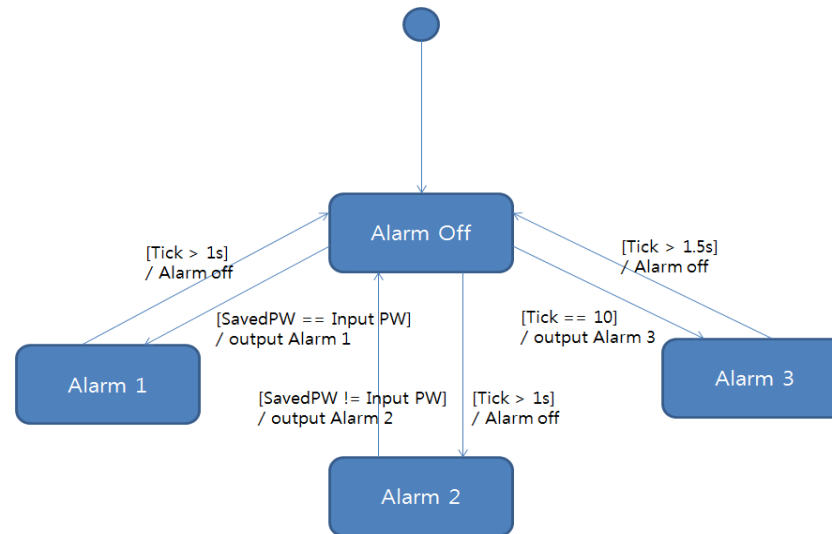 Alarm Off
[Tick > 1s]
/ Alarm off
[Tick > 1.5s]
/ Alarm off
[SavedPW == Input PW]
/ output Alarm 1
[Tick == 10]
/ output Alarm 3
Alarm 1
Alarm 3
[SavedPW != Input PW]
/ output Alarm 2
[Tick > 1s]
/ Alarm off
Alarm 2